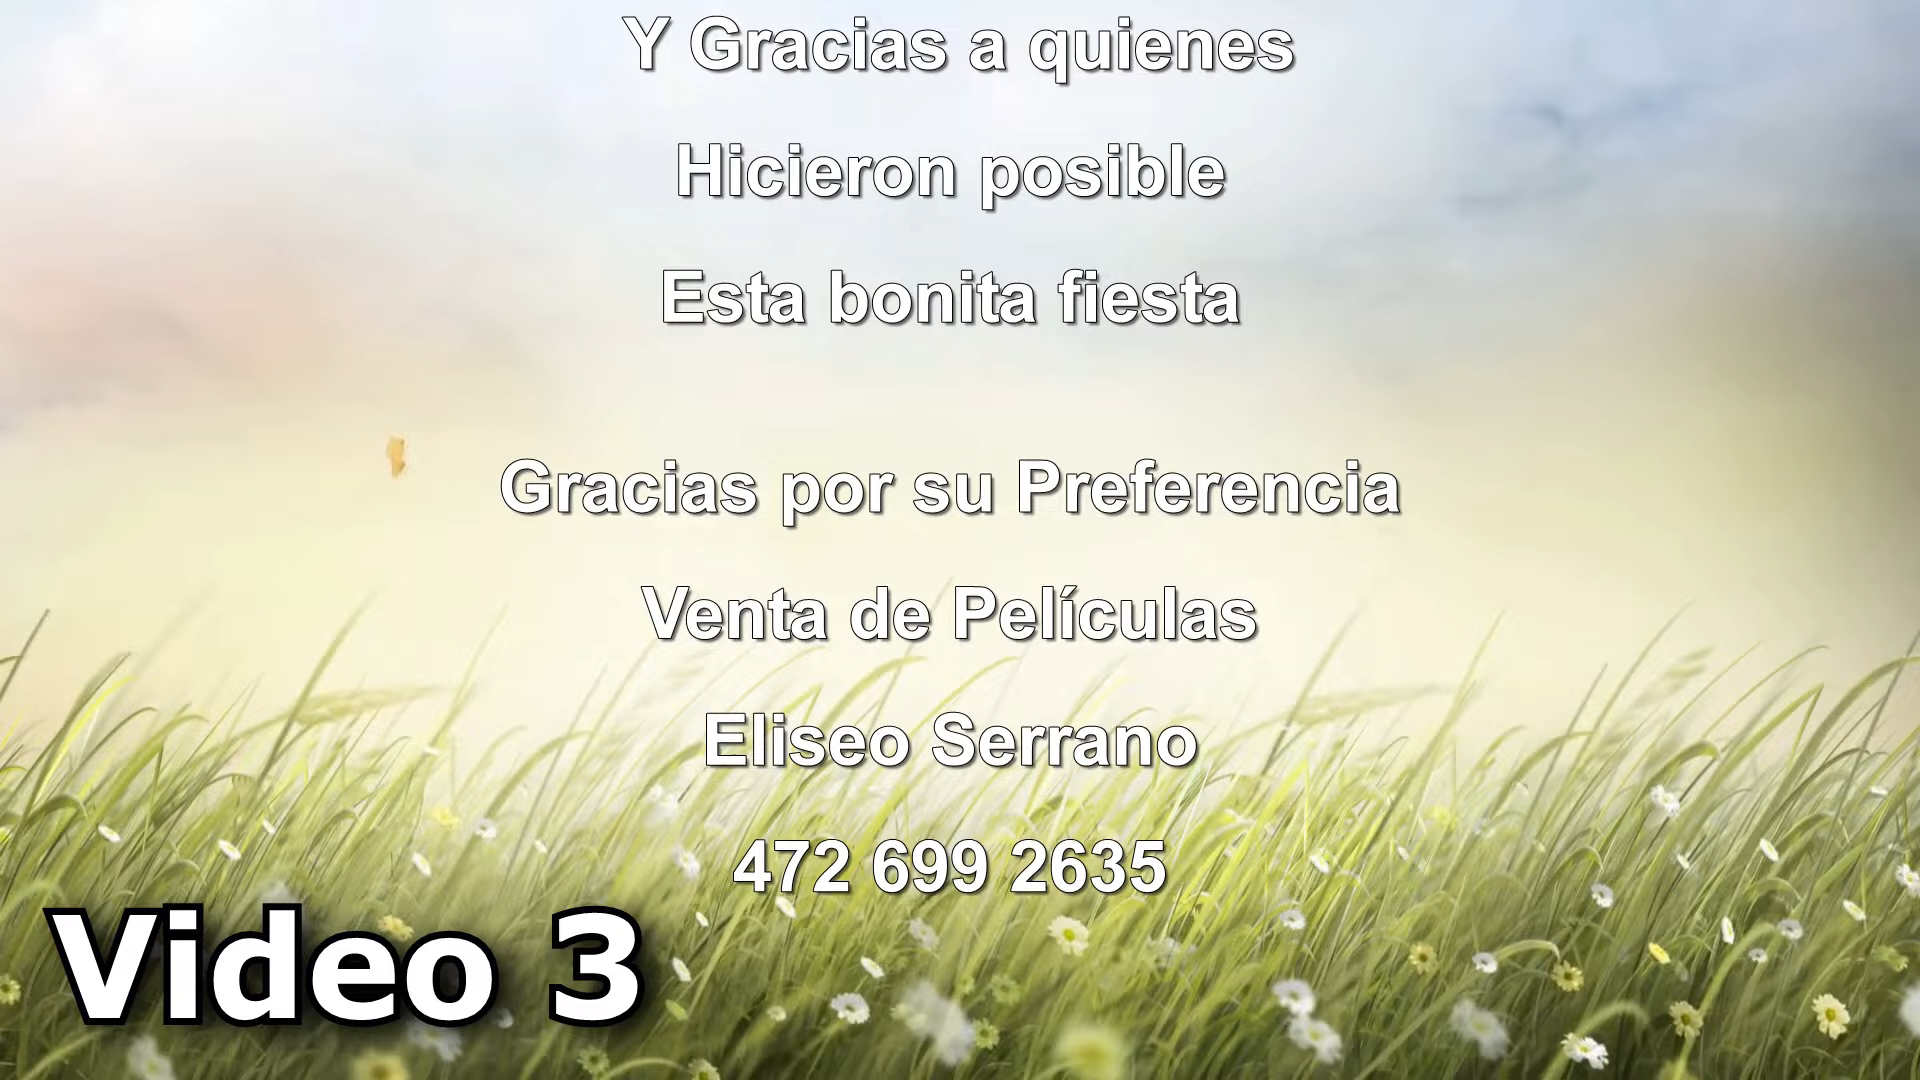 Y Gracias a quienes
Hicieron posible
Esta bonita fiesta
Gracias por su Preferencia
Venta de Películas
Eliseo Serrano
472 699 2635
Video 3